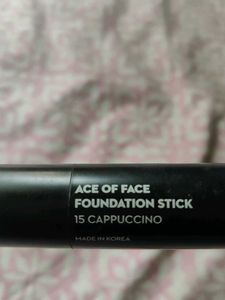 ACE OF FACE
FOUNDATION STICK
15 CAPPUCCINO
MADE IN KOREA